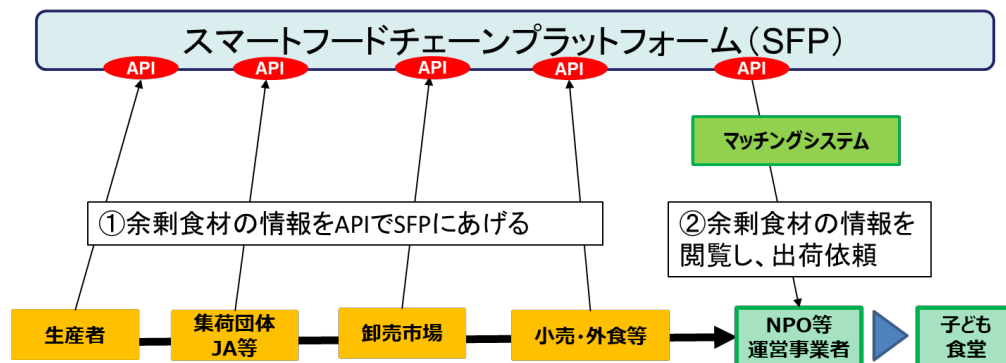 スマートフードチェーンプラットフォーム(SFP)
API
API
API
API
API
マッチングシステム
①余剰食材の情報をAPIでSFPにあげる
②余剰食材の情報を
閲覧し、出荷依頼
生産者
集荷団体
JA等
卸売市場
小売・外食等
NPO等
運営事業者
子ども
食堂